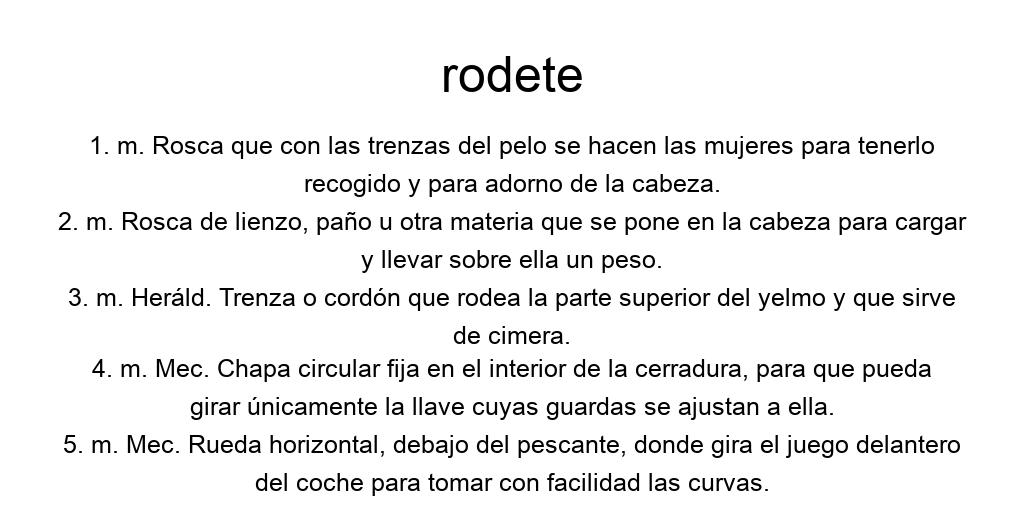 rodete
1. m. Rosca que con las trenzas del pelo se hacen las mujeres para tenerlo
recogido y para adorno de la cabeza.
2. m. Rosca de lienzo, paño u otra materia que se pone en la cabeza para cargar
y llevar sobre ella un peso.
3. m. Heráld. Trenza o cordón que rodea la parte superior del yelmo y que sirve
de cimera.
4. m. Mec. Chapa circular fija en el interior de la cerradura, para que pueda
girar únicamente la llave cuyas guardas se ajustan a ella.
5. m. Mec. Rueda horizontal, debajo del pescante, donde gira el juego delantero
del coche para tomar con facilidad las curvas.